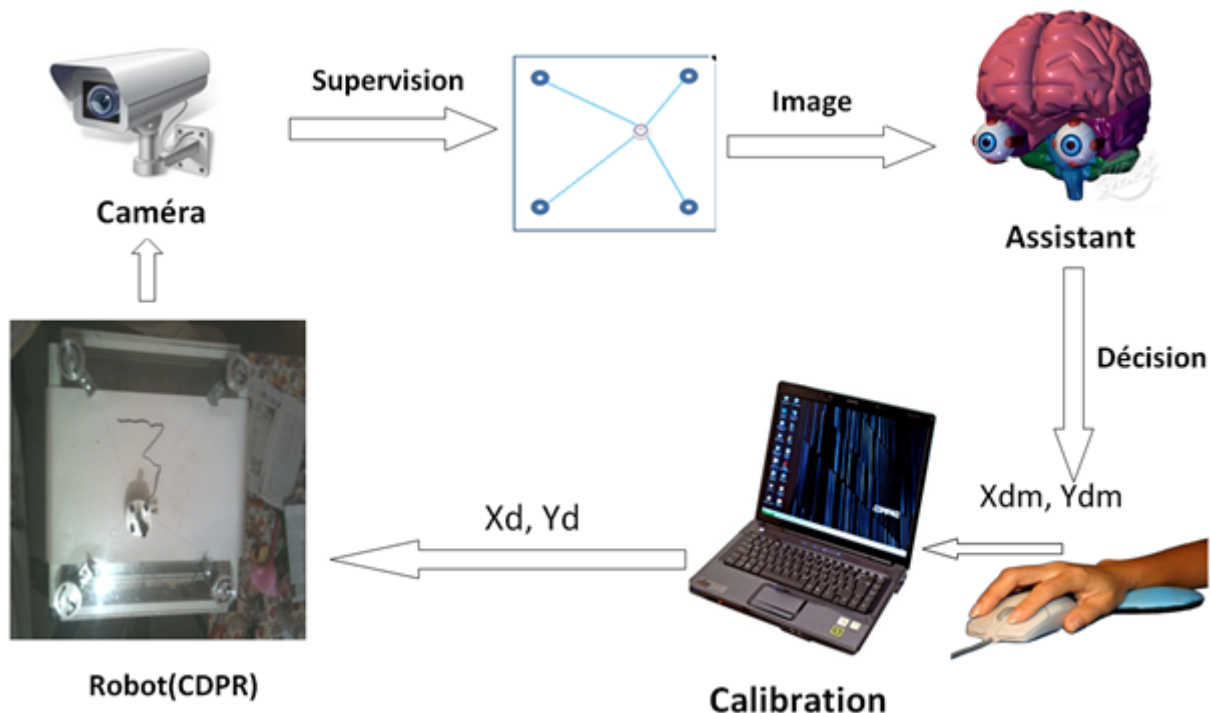 Supervision
Image
Caméra
Assistant
Décision
Xdm, Ydm
Xd, Yd
Robot(CDPR)
Calibration